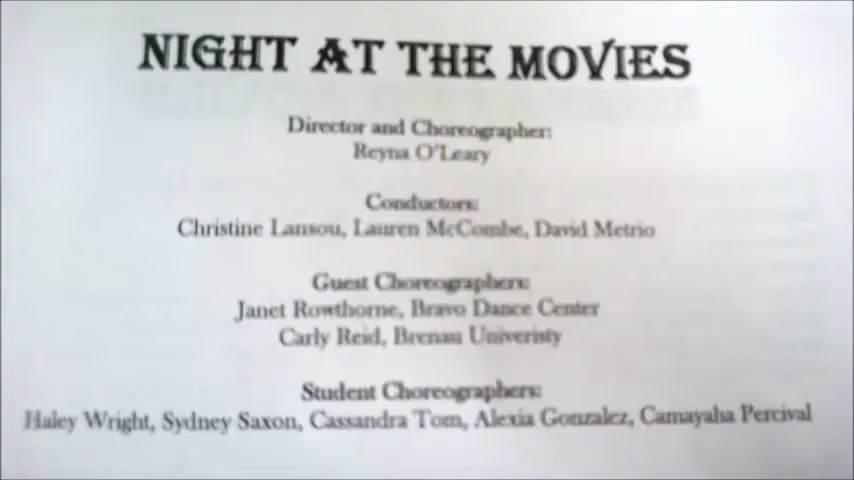 NIGHT AT THE MOVIES
Director and Choreographer:
Reyna O'Leary
Conductors:
Christine Lansou, Lauren McCombe, David Metrio
Guest Choreographers:
Janet Rowthorne, Bravo Dance Center
Carly Reid, Brenau Univeristy
Student Choreographers:
Haley Wright, Sydney Saxon, Cassandra Tom, Alexia Gonzalez, Camayaha Percival